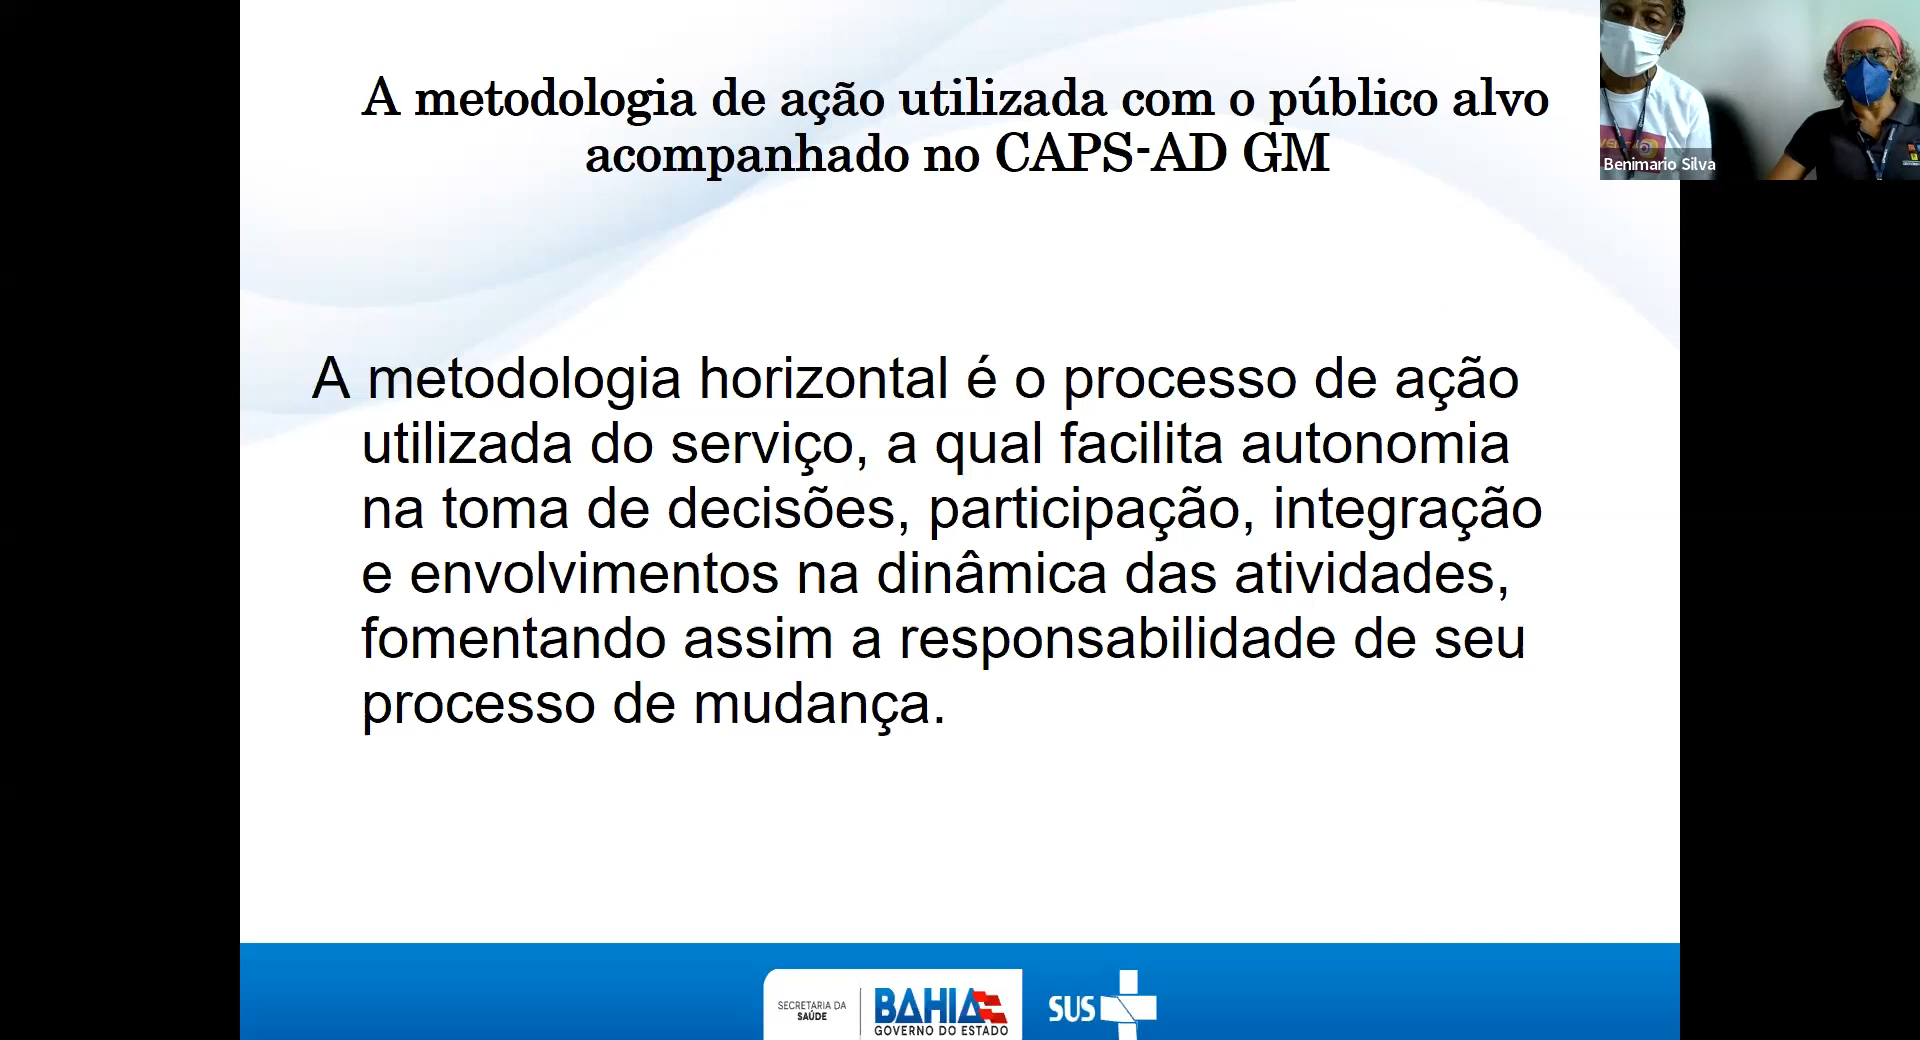 A metodologia de ação utilizada com o público alvo
acompanhado no CAPS-AD GM
Benimario Silva
A metodologia horizontal é o processo de ação
utilizada do serviço, a qual facilita autonomia
na toma de decisões, participação, integração
e envolvimentos na dinâmica das atividades,
fomentando assim a responsabilidade de seu
processo de mudança.
SECRETARIA DA
SAÚDE
BAHIA
GOVERNO DO ESTADO
SUS